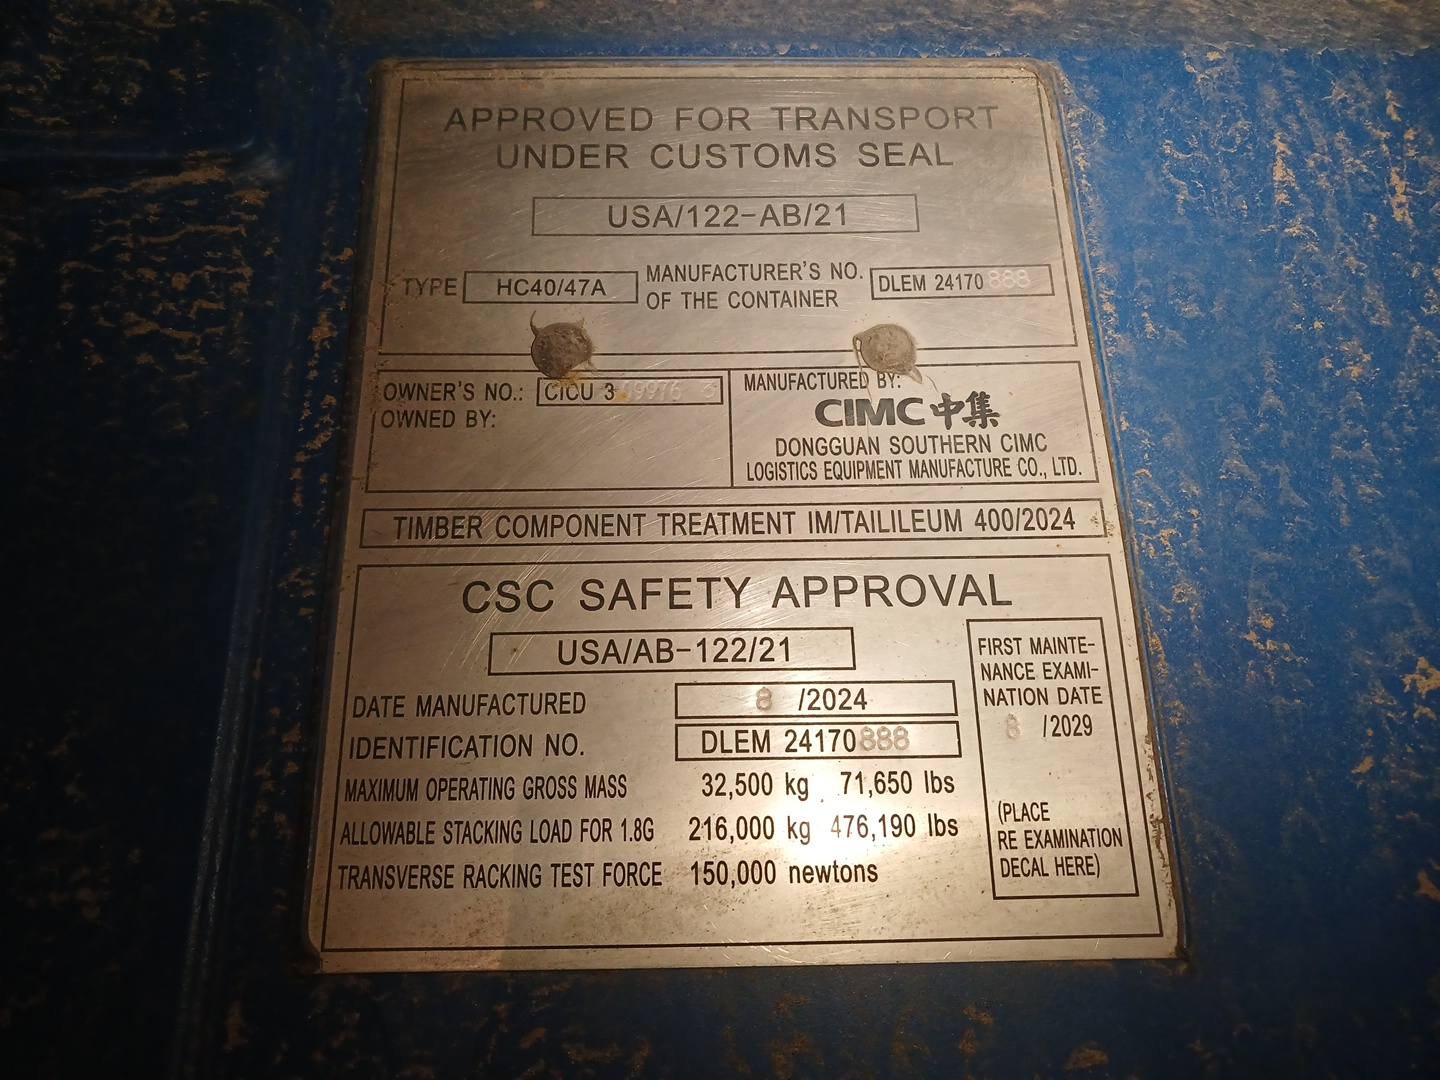 APPROVED FOR TRANSPORT
UNDER CUSTOMS SEAL
USA/122-AB/21
TYPE HC40/47A
MANUFACTURER'S NO.
OF THE CONTAINER
DLEM 24170888
OWNER'S NO.: CICU 3
OWNED BY:
MANUFACTURED BY:
CIMC 中集
DONGGUAN SOUTHERN CIMC
LOGISTICS EQUIPMENT MANUFACTURE CO., LTD.
TIMBER COMPONENT TREATMENT IM/TAILILEUM 400/2024
CSC SAFETY APPROVAL
USA/AB-122/21
DATE MANUFACTURED 8 /2024
IDENTIFICATION NO. DLEM 24170888
MAXIMUM OPERATING GROSS MASS 32,500 kg 71,650 lbs
ALLOWABLE STACKING LOAD FOR 1.8G 216,000 kg 476,190 lbs
TRANSVERSE RACKING TEST FORCE 150,000 newtons
FIRST MAINTE-
NANCE EXAMI-
NATION DATE
8 /2029
(PLACE
RE EXAMINATION
DECAL HERE)